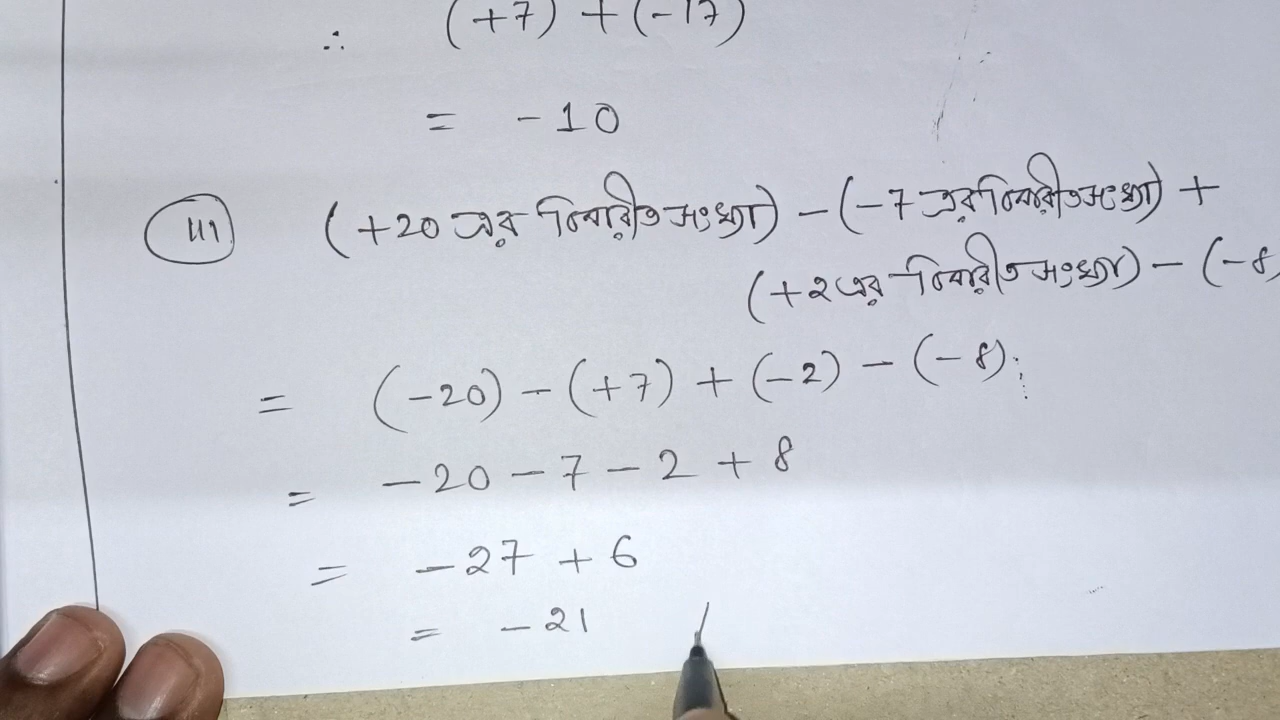 ∴ (+7) + (-17)
= -10
(iii) (+20 এর বিপরীত সংখ্যা) - (-7 এর বিপরীত সংখ্যা) +
(+2 এর বিপরীত সংখ্যা) - (-8
= (-20) - (+7) + (-2) - (-8)
= -20 - 7 - 2 + 8
= -27 + 6
= -21